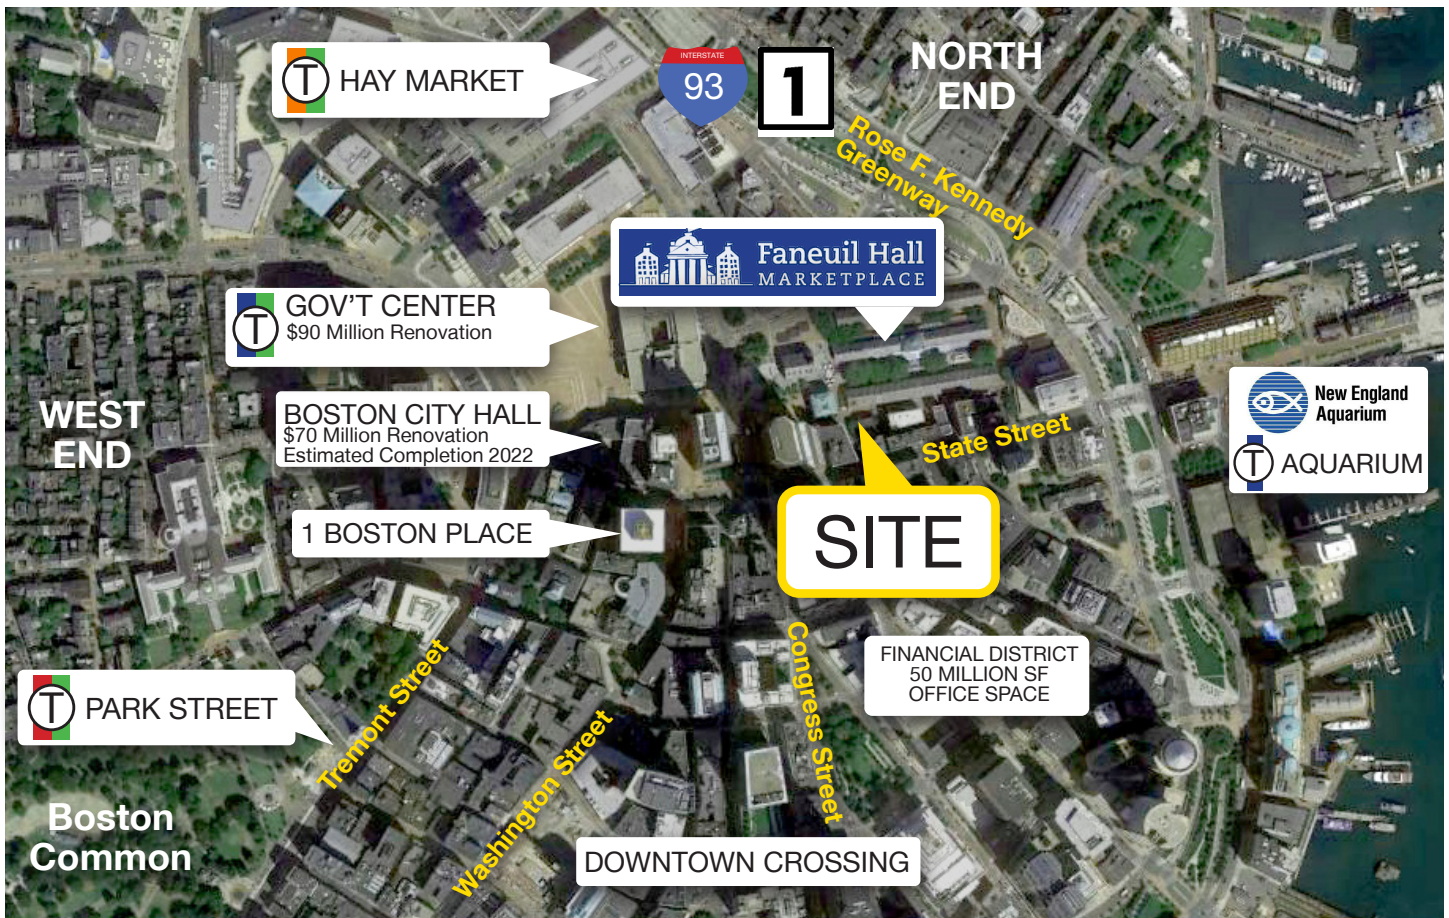 T HAY MARKET
INTERSTATE
93
1
NORTH
END
Rose F. Kennedy
Greenway
Faneuil Hall
MARKETPLACE
T GOV'T CENTER
$90 Million Renovation
WEST
END
BOSTON CITY HALL
$70 Million Renovation
Estimated Completion 2022
New England
Aquarium
T AQUARIUM
State Street
SITE
1 BOSTON PLACE
FINANCIAL DISTRICT
50 MILLION SF
OFFICE SPACE
Congress Street
T PARK STREET
Tremont Street
Washington Street
Boston
Common
DOWNTOWN CROSSING